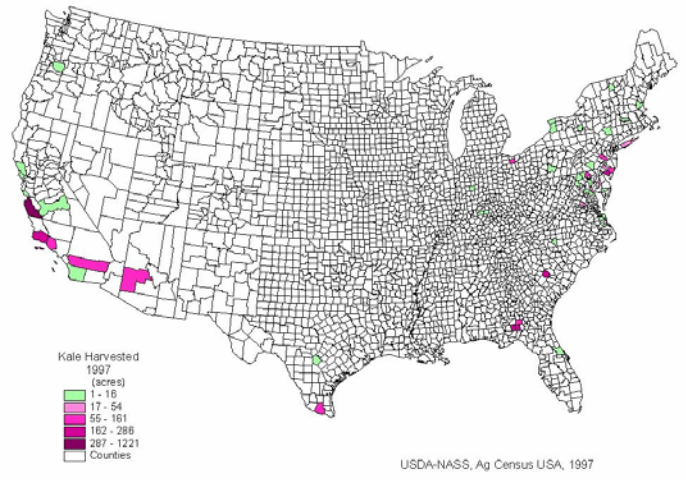 Kale Harvested
1997
(acres)
1 - 16
17 - 54
55 - 161
162 - 286
287 - 1221
Counties
USDA-NASS, Ag Census USA, 1997